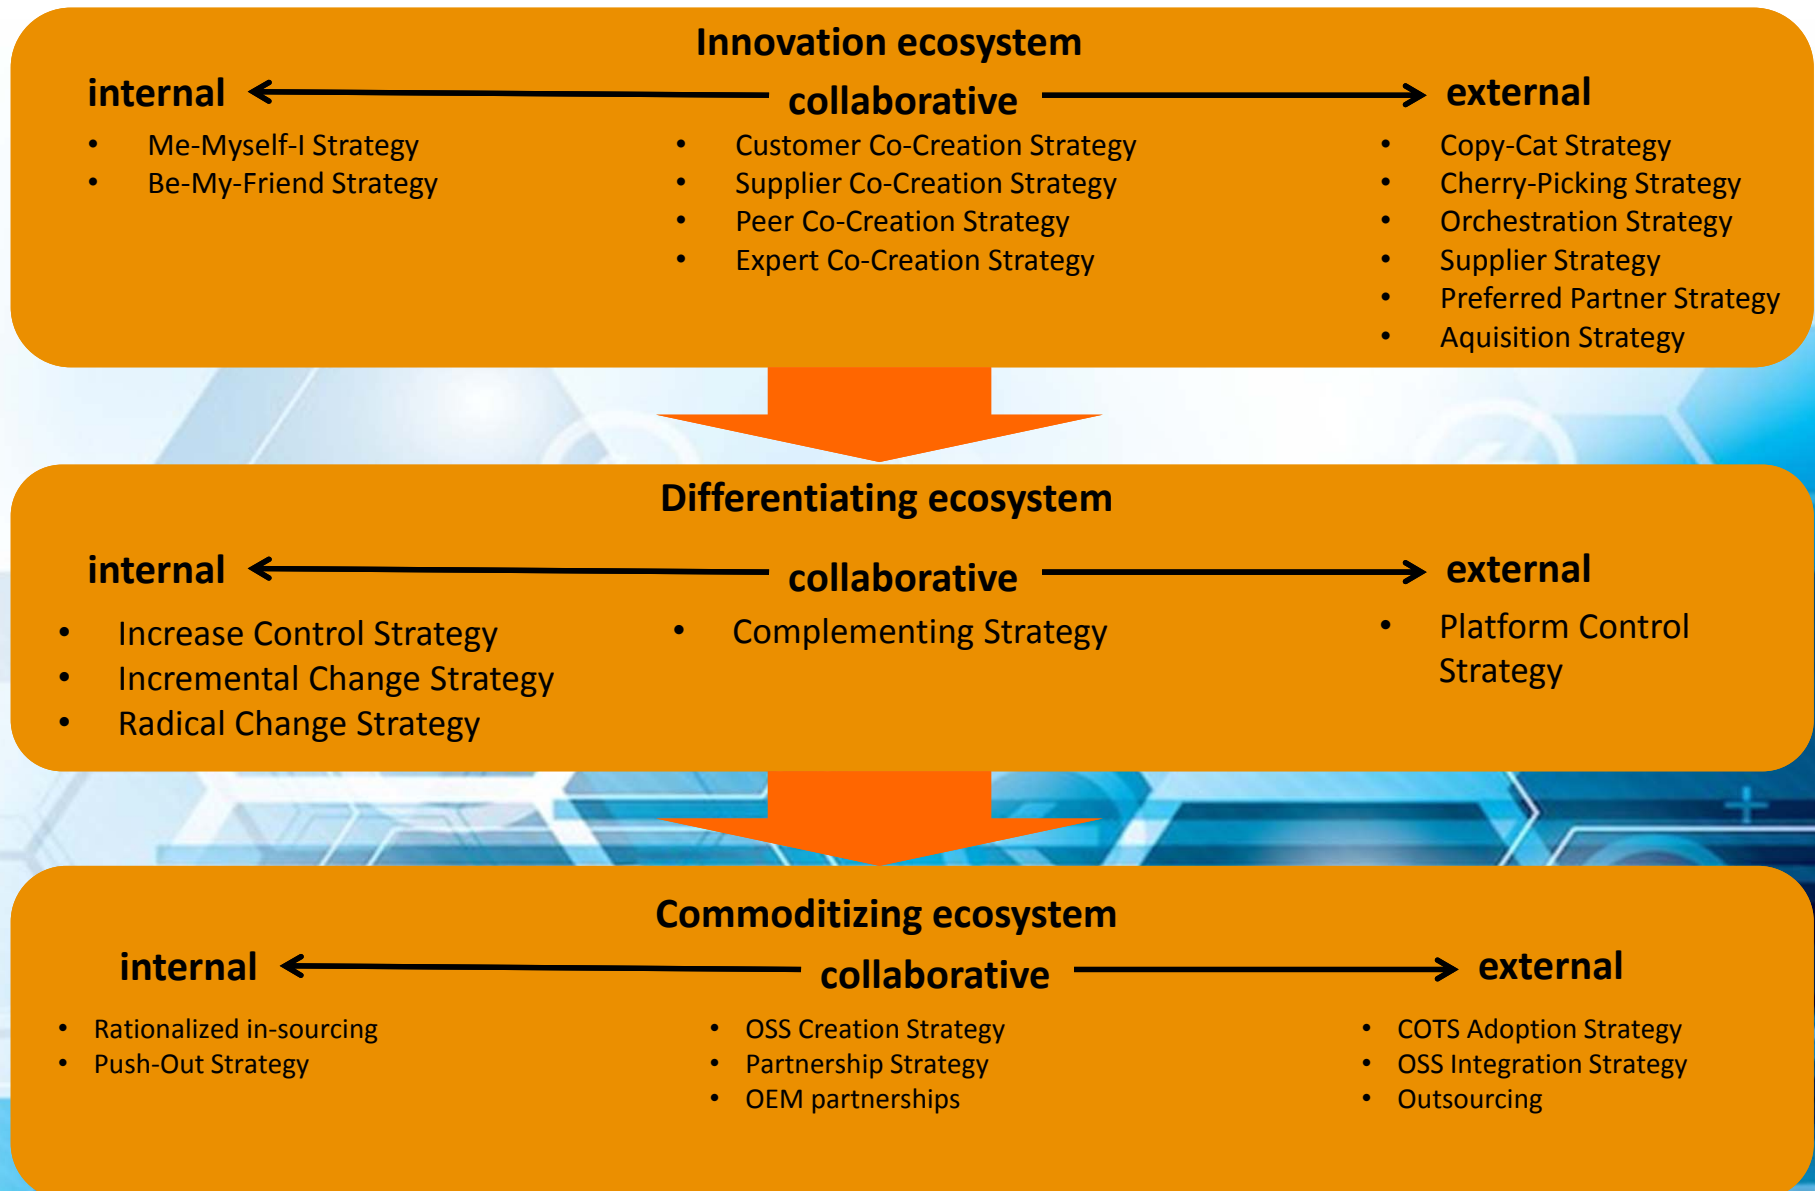 Innovation ecosystem
internal
collaborative
external
• Me-Myself-I Strategy
• Be-My-Friend Strategy
• Customer Co-Creation Strategy
• Supplier Co-Creation Strategy
• Peer Co-Creation Strategy
• Expert Co-Creation Strategy
• Copy-Cat Strategy
• Cherry-Picking Strategy
• Orchestration Strategy
• Supplier Strategy
• Preferred Partner Strategy
• Aquisition Strategy
Differentiating ecosystem
internal
collaborative
external
• Increase Control Strategy
• Incremental Change Strategy
• Radical Change Strategy
• Complementing Strategy
• Platform Control
Strategy
Commoditizing ecosystem
internal
collaborative
external
• Rationalized in-sourcing
• Push-Out Strategy
• OSS Creation Strategy
• Partnership Strategy
• OEM partnerships
• COTS Adoption Strategy
• OSS Integration Strategy
• Outsourcing